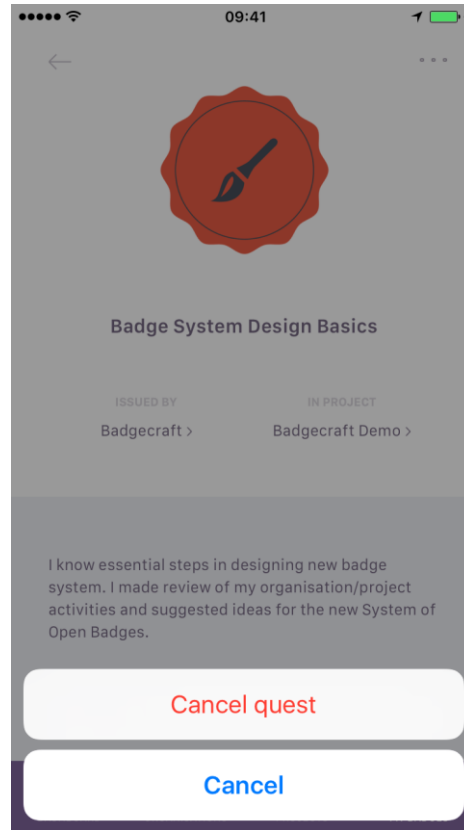 09:41
Badge System Design Basics
ISSUED BY
IN PROJECT
Badgecraft >
Badgecraft Demo >
I know essential steps in designing new badge
system. I made review of my organisation/project
activities and suggested ideas for the new System of
Open Badges.
Cancel quest
Cancel